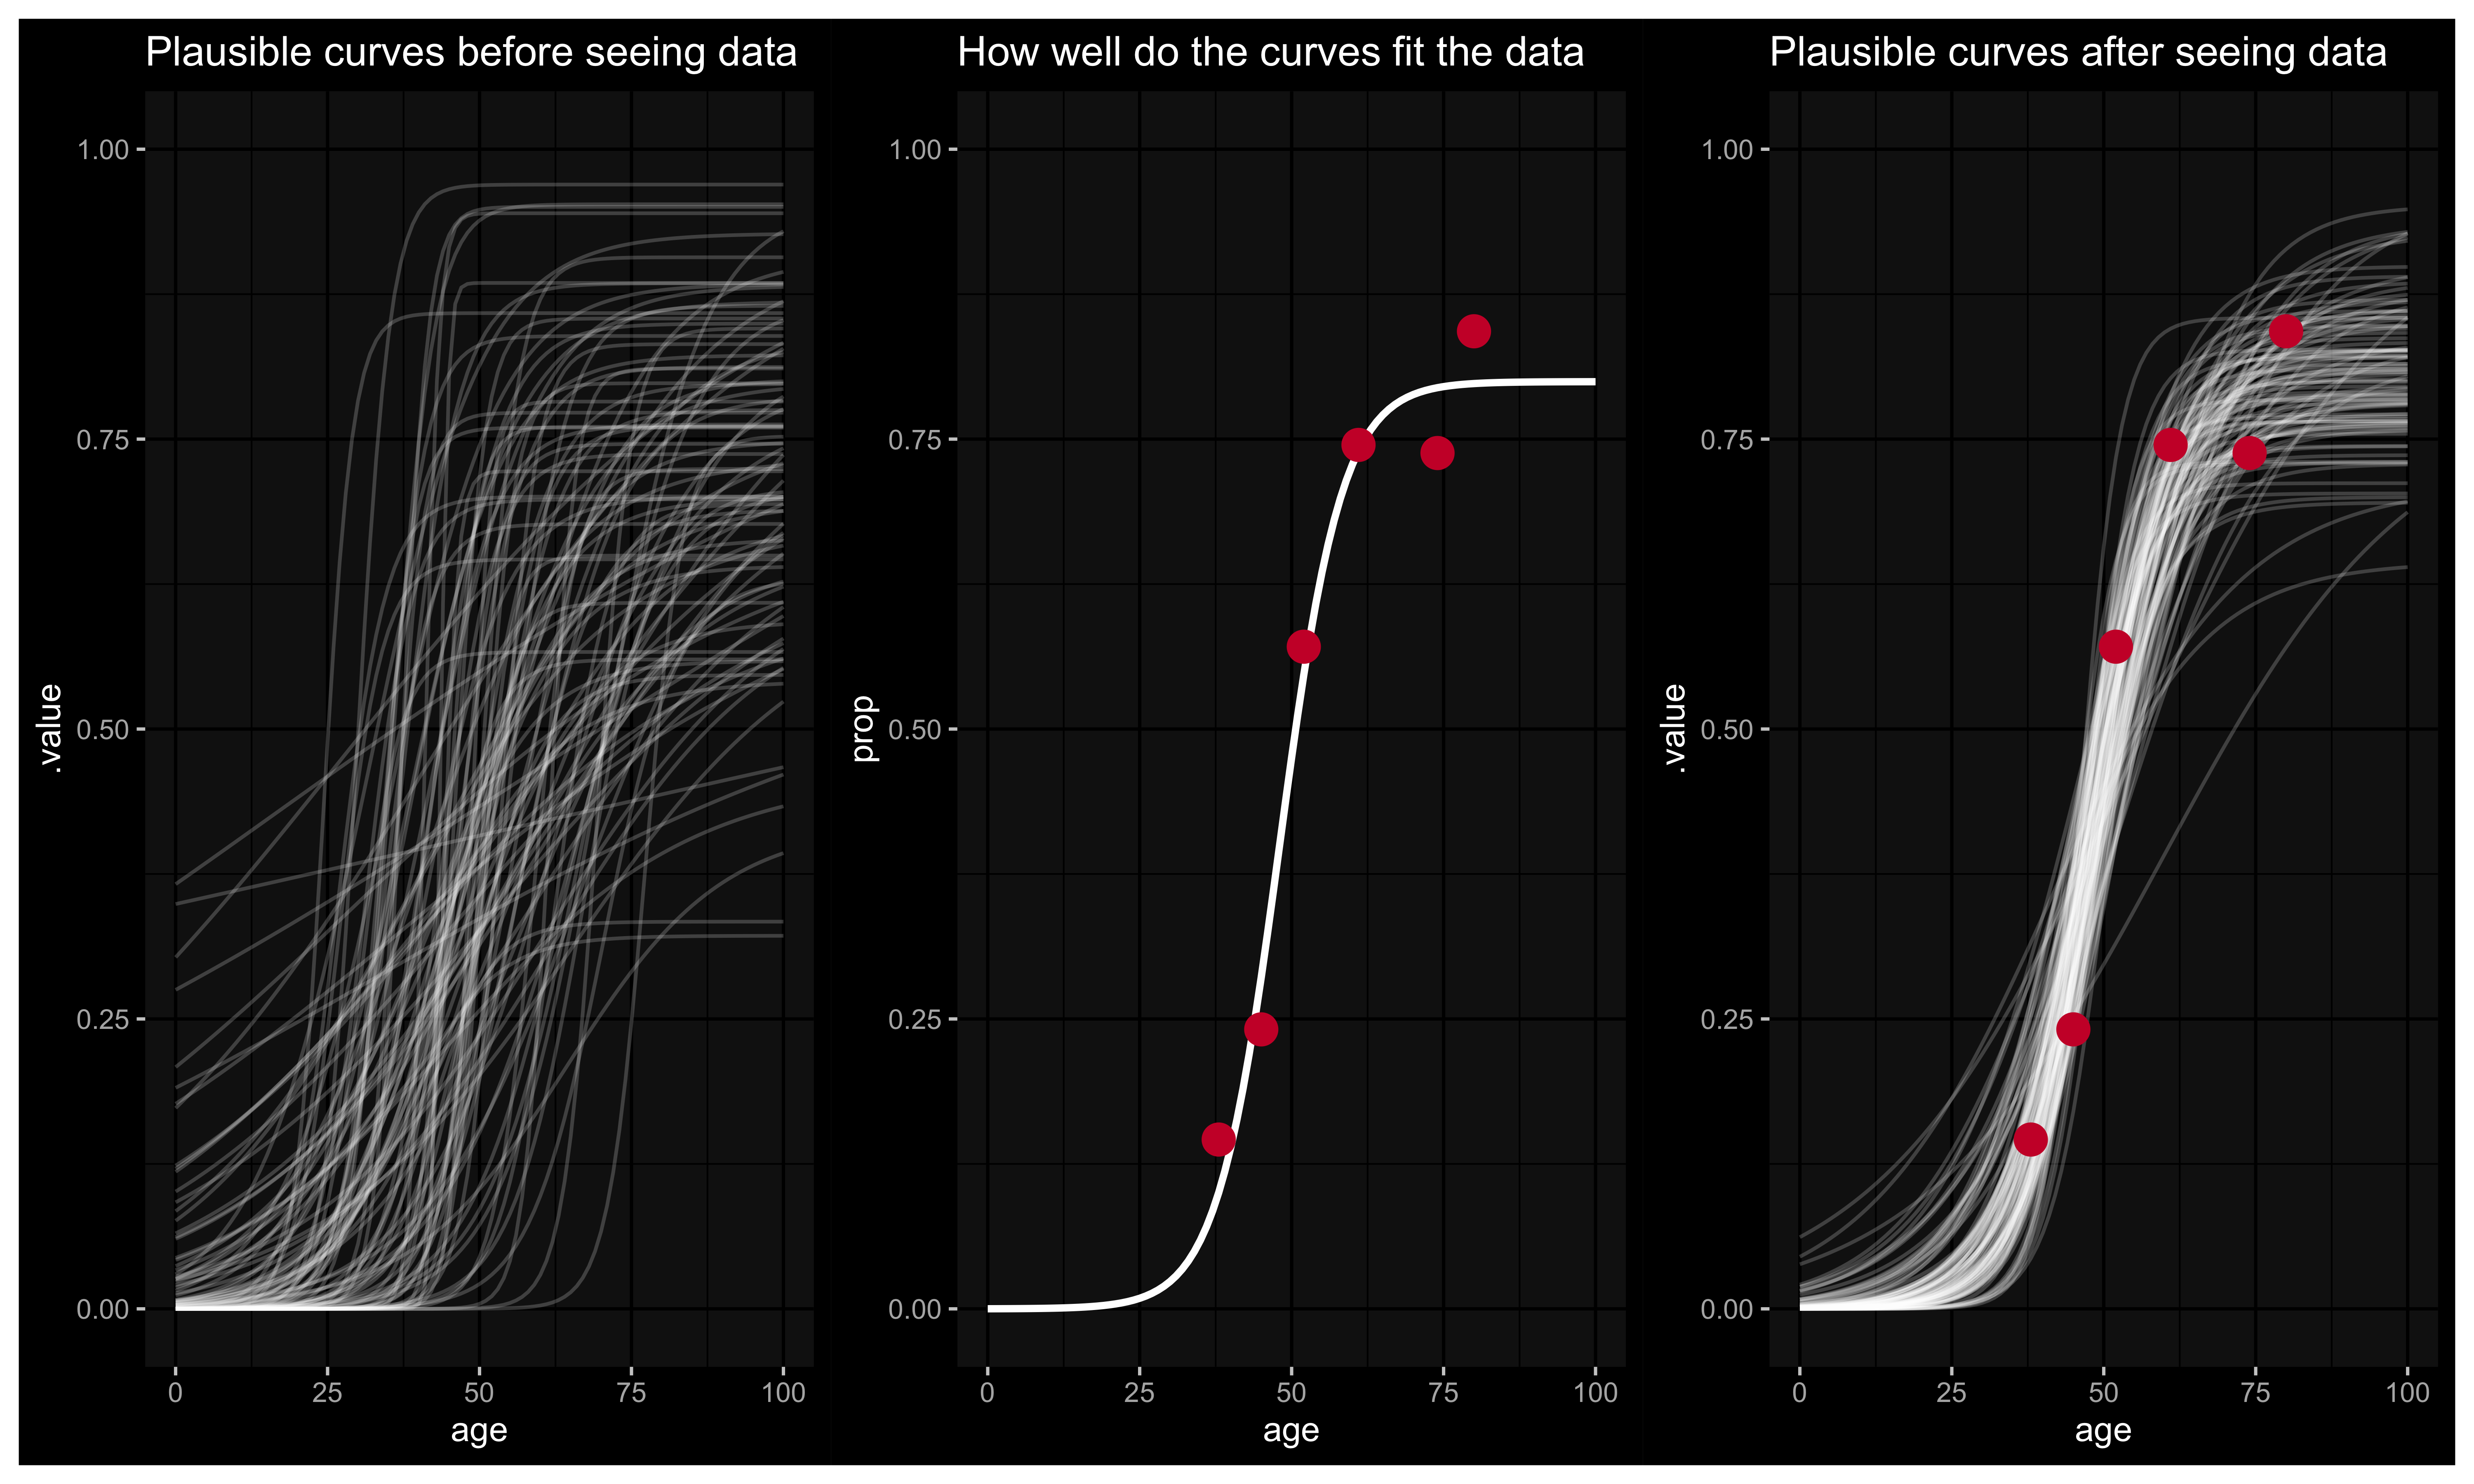 Plausible curves before seeing data
1.00
0.75
0.50
0.25
0.00
.value
0 25 50 75 100
age
How well do the curves fit the data
1.00
0.75
0.50
0.25
0.00
prop
0 25 50 75 100
age
Plausible curves after seeing data
1.00
0.75
0.50
0.25
0.00
.value
0 25 50 75 100
age